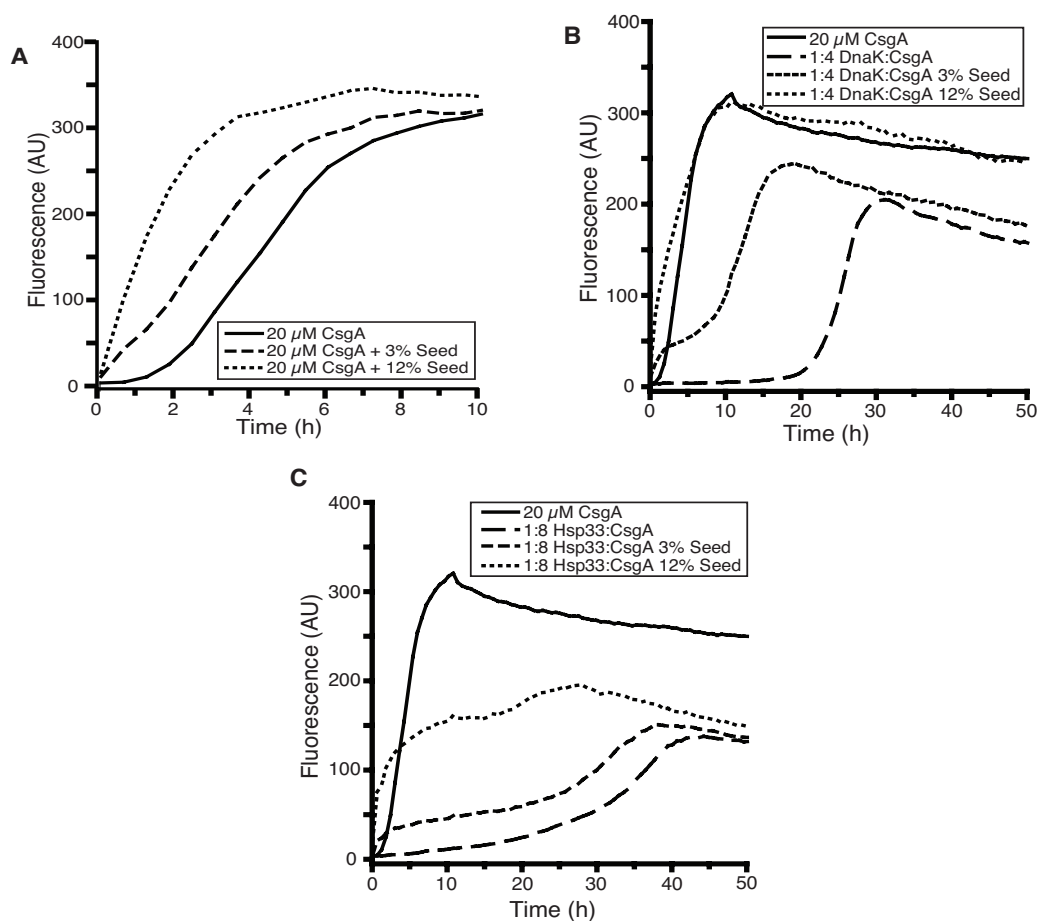 A
400
300
200
100
0
Fluorescence (AU)
20 µM CsgA
20 µM CsgA + 3% Seed
20 µM CsgA + 12% Seed
0 2 4 6 8 10
Time (h)
B
400
300
200
100
0
Fluorescence (AU)
20 µM CsgA
1:4 DnaK:CsgA
1:4 DnaK:CsgA 3% Seed
1:4 DnaK:CsgA 12% Seed
0 10 20 30 40 50
Time (h)
C
400
300
200
100
0
Fluorescence (AU)
20 µM CsgA
1:8 Hsp33:CsgA
1:8 Hsp33:CsgA 3% Seed
1:8 Hsp33:CsgA 12% Seed
0 10 20 30 40 50
Time (h)